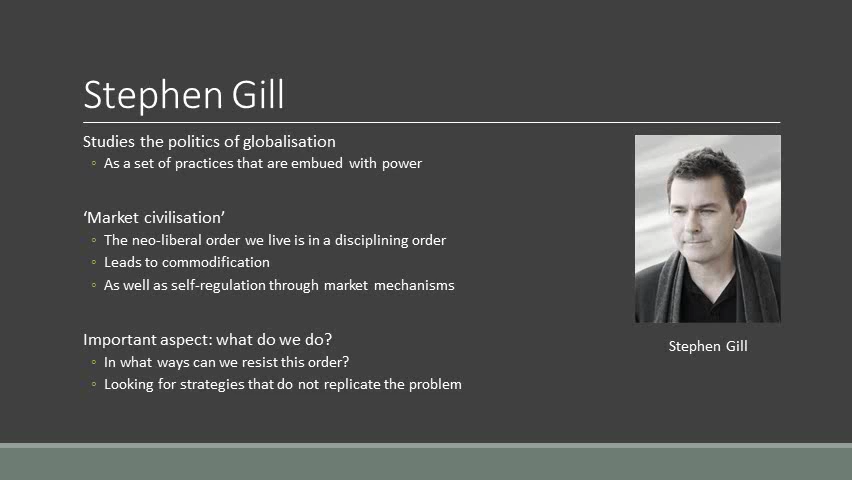 Stephen Gill
Studies the politics of globalisation
◦ As a set of practices that are embued with power
‘Market civilisation’
◦ The neo-liberal order we live is in a disciplining order
◦ Leads to commodification
◦ As well as self-regulation through market mechanisms
Important aspect: what do we do?
◦ In what ways can we resist this order?
◦ Looking for strategies that do not replicate the problem
Stephen Gill